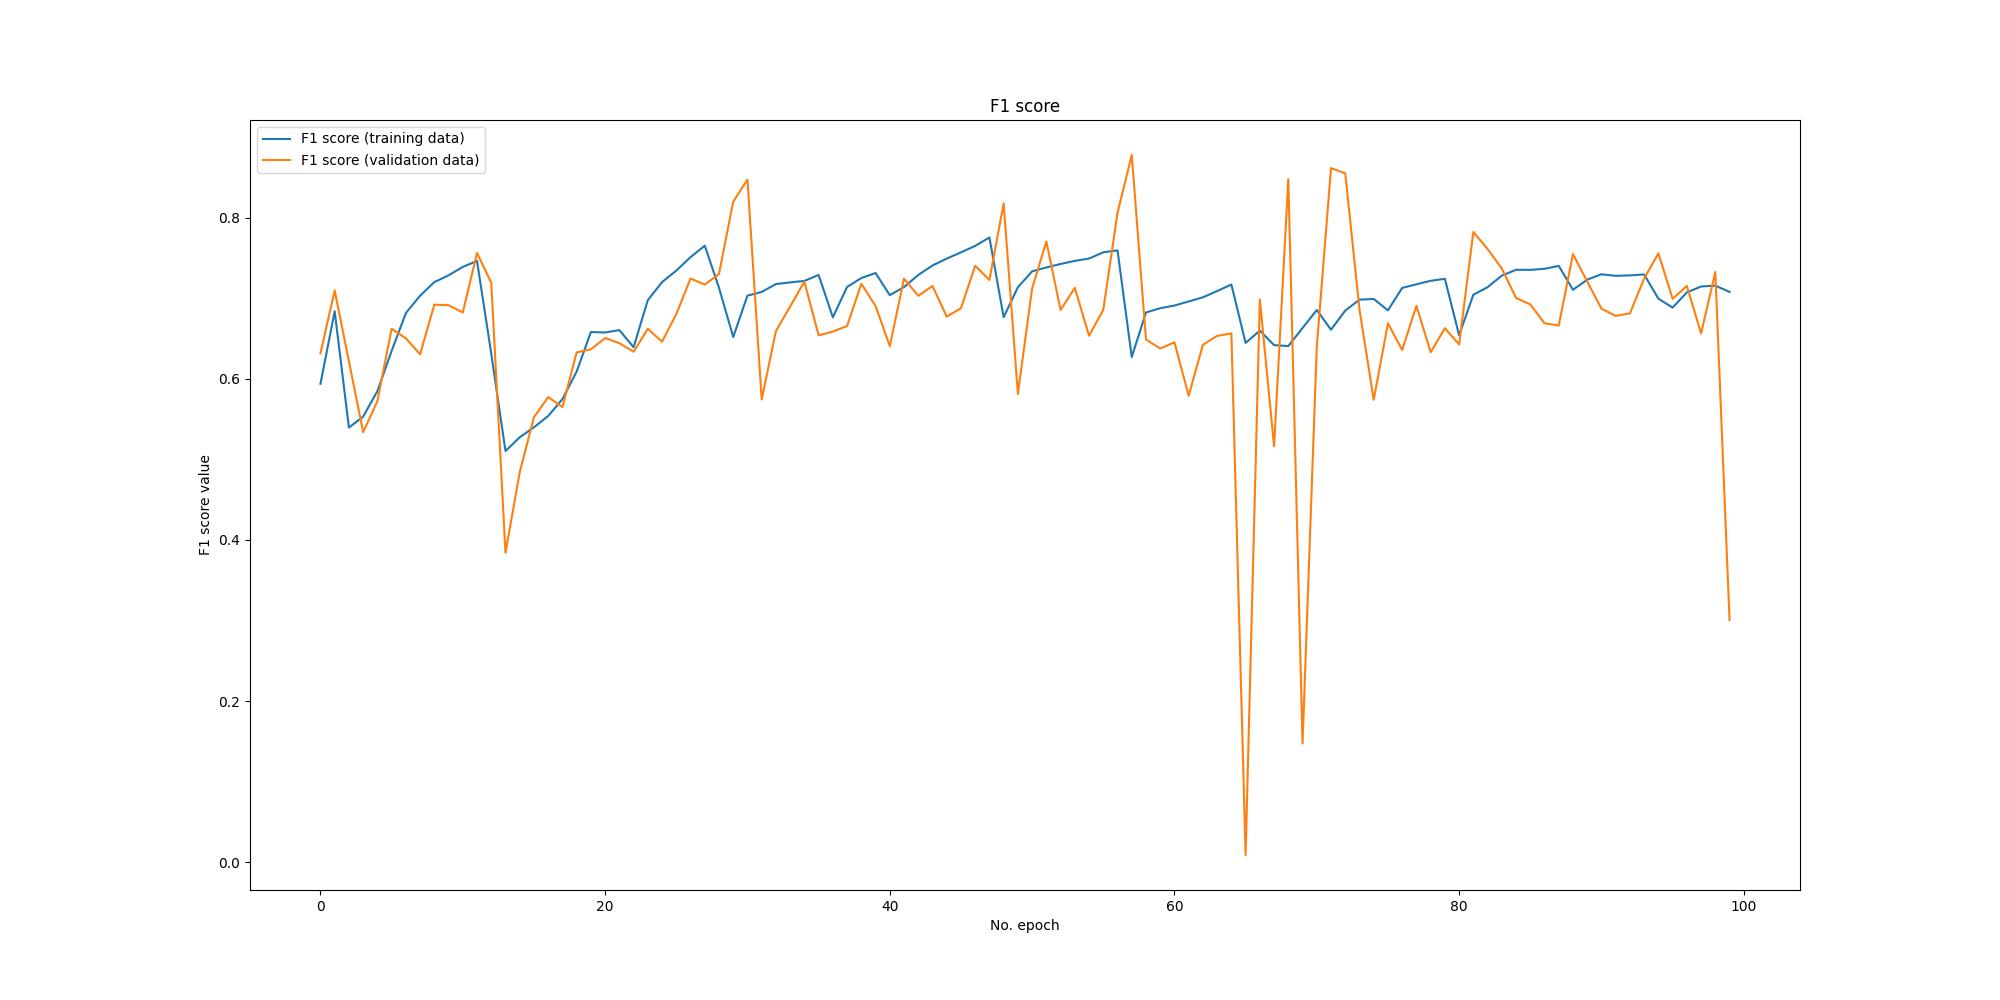 F1 score
F1 score (training data)
F1 score (validation data)
F1 score value
0.8
0.6
0.4
0.2
0.0
0 20 40 60 80 100
No. epoch